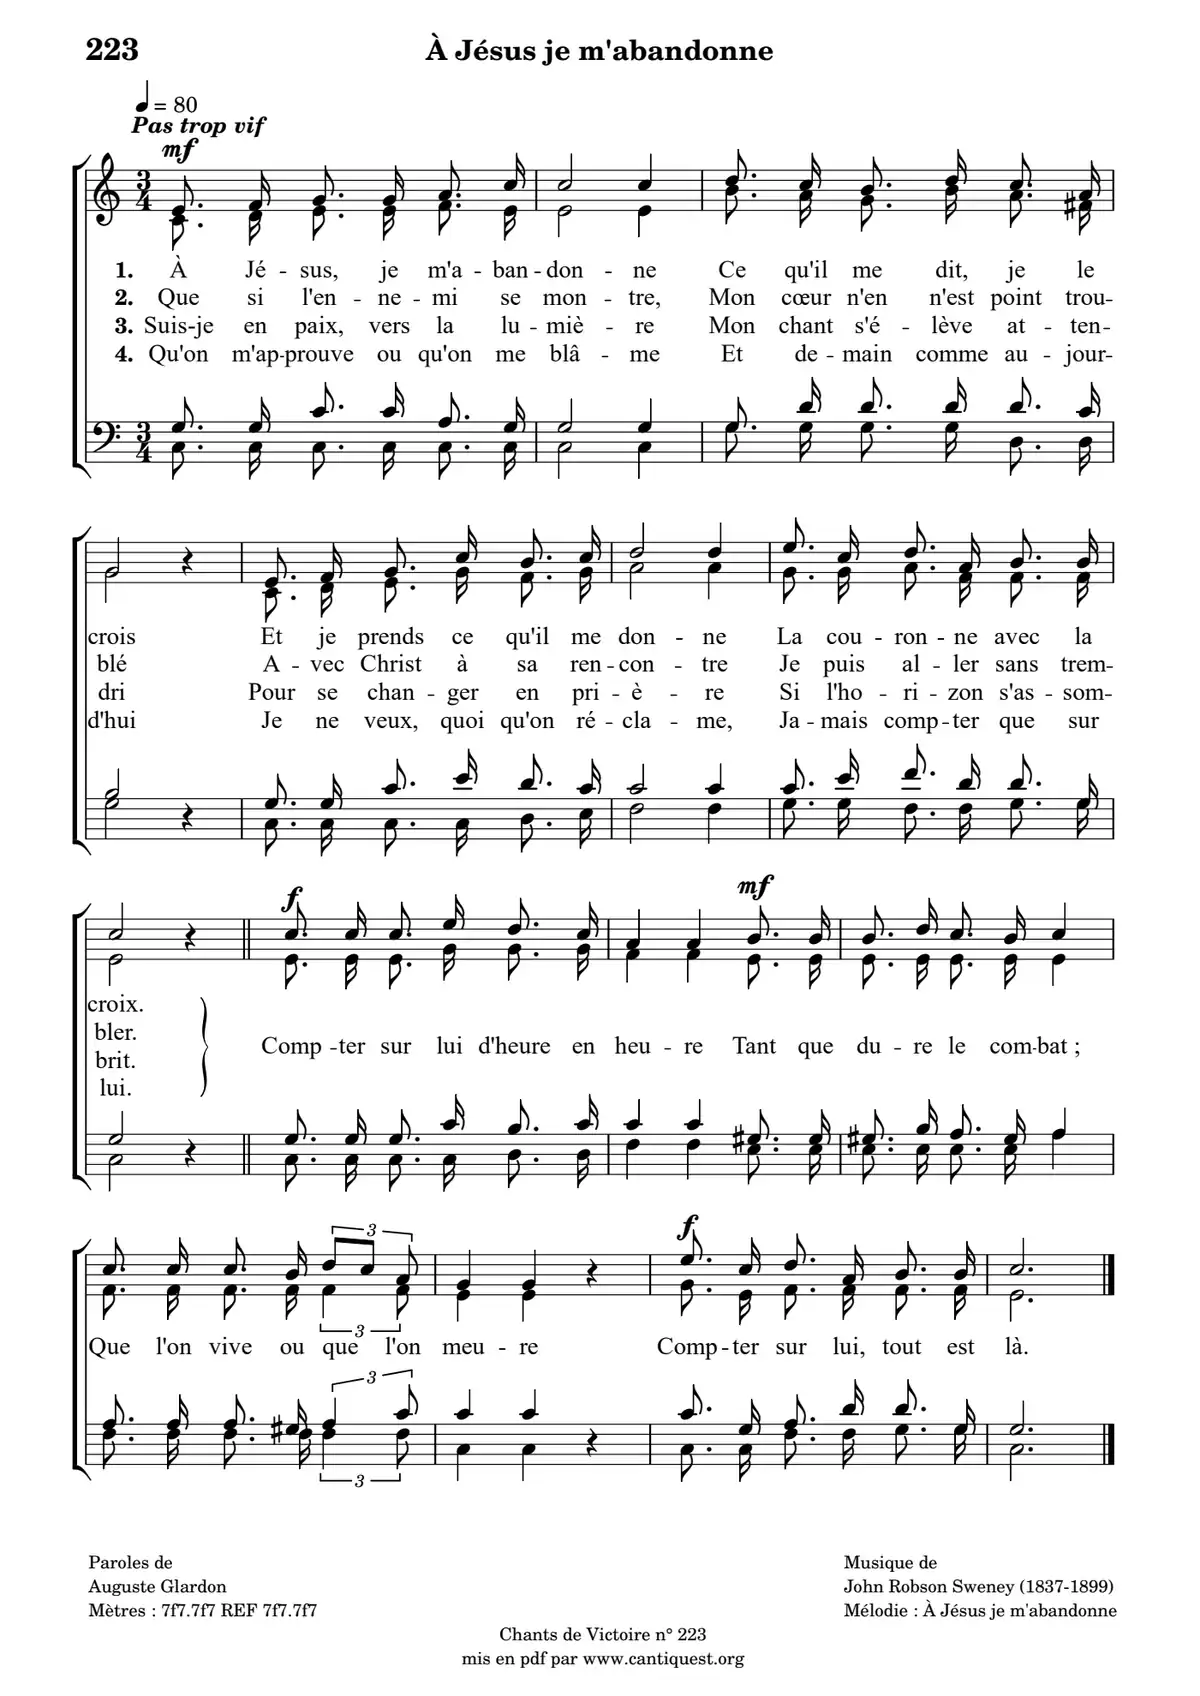 223 À Jésus je m'abandonne
= 80
Pas trop vif
mf
3 4
1. À Jé - sus, je m'a - ban - don - ne Ce qu'il me dit, je le
2. Que si l'en - ne - mi se mon - tre, Mon cœur n'en n'est point trou-
3. Suis-je en paix, vers la lu - miè - re Mon chant s'é - lève at - ten-
4. Qu'on m'ap - prouve ou qu'on me blâ - me Et de - main comme au - jour-
3 4
crois Et je prends ce qu'il me don - ne La cou - ron - ne avec la
blé A - vec Christ à sa ren - con - tre Je puis al - ler sans trem-
dri Pour se chan - ger en pri - è - re Si l'ho - ri - zon s'as - som-
d'hui Je ne veux, quoi qu'on ré - cla - me, Ja - mais comp - ter que sur
f mf
croix.
bler.
brit.
lui.
Comp - ter sur lui d'heure en heu - re Tant que du - re le com - bat ;
3 f
3
Que l'on vive ou que l'on meu - re Comp - ter sur lui, tout est là.
3
3
Paroles de
Auguste Glardon
Mètres : 7f7.7f7 REF 7f7.7f7
Musique de
John Robson Sweney (1837-1899)
Mélodie : À Jésus je m'abandonne
Chants de Victoire n° 223
mis en pdf par www.cantiquest.org